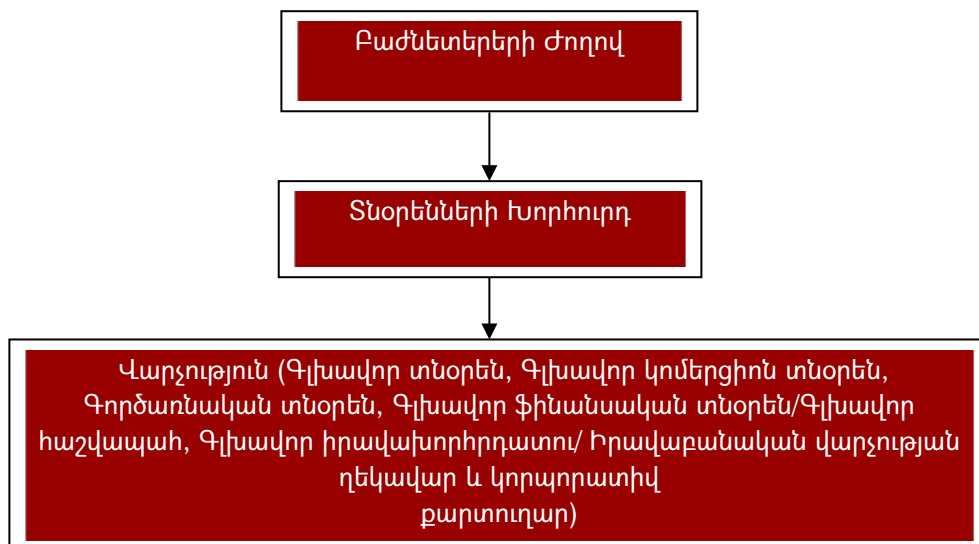 Բաժնետերերի Ժողով
Տնօրենների Խորհուրդ
Վարչություն (Գլխավոր տնօրեն, Գլխավոր կոմերցիոն տնօրեն,
Գործառնական տնօրեն, Գլխավոր ֆինանսական տնօրեն/Գլխավոր
հաշվապահ, Գլխավոր իրավախորհրդատու/ Իրավաբանական վարչության
ղեկավար և կորպորատիվ
քարտուղար)